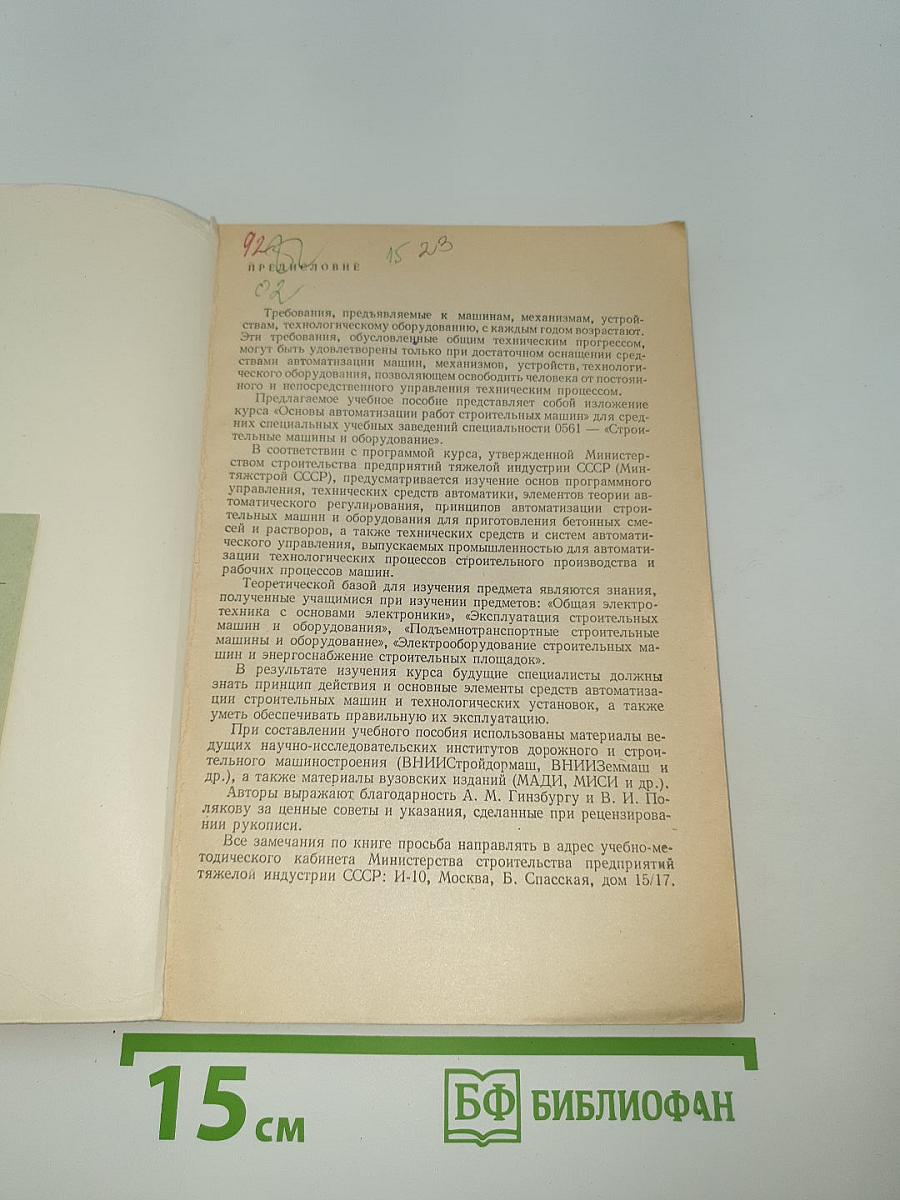 92
15 23
ПРЕДИСЛОВИЕ
Требования, предъявляемые к машинам, механизмам, устрой-
ствам, технологическому оборудованию, с каждым годом возрастают.
Эти требования, обусловленные общим техническим прогрессом,
могут быть удовлетворены только при достаточном оснащении сред-
ствами автоматизации машин, механизмов, устройств, технологи-
ческого оборудования, позволяющем освободить человека от постоян-
ного и непосредственного управления техническим процессом.
Предлагаемое учебное пособие представляет собой изложение
курса «Основы автоматизации работ строительных машин» для сред-
них специальных учебных заведений специальности 0561 — «Строи-
тельные машины и оборудование».
В соответствии с программой курса, утвержденной Министер-
ством строительства предприятий тяжелой индустрии СССР (Мин-
тяжстрой СССР), предусматривается изучение основ программного
управления, технических средств автоматики, элементов теории ав-
томатического регулирования, принципов автоматизации строи-
тельных машин и оборудования для приготовления бетонных сме-
сей и растворов, а также технических средств и систем автомати-
ческого управления, выпускаемых промышленностью для автомати-
зации технологических процессов строительного производства и
рабочих процессов машин.
Теоретической базой для изучения предмета являются знания,
полученные учащимися при изучении предметов: «Общая электро-
техника с основами электроники», «Эксплуатация строительных
машин и оборудования», «Подъемнотранспортные строительные
машины и оборудование», «Электрооборудование строительных ма-
шин и энергоснабжение строительных площадок».
В результате изучения курса будущие специалисты должны
знать принцип действия и основные элементы средств автоматиза-
ции строительных машин и технологических установок, а также
уметь обеспечивать правильную их эксплуатацию.
При составлении учебного пособия использованы материалы ве-
дущих научно-исследовательских институтов дорожного и строи-
тельного машиностроения (ВНИИСтройдормаш, ВНИИЗеммаш и
др.), а также материалы вузовских изданий (МАДИ, МИСИ и др.).
Авторы выражают благодарность А. М. Гинзбургу и В. И. По-
лякову за ценные советы и указания, сделанные при рецензирова-
нии рукописи.
Все замечания по книге просьба направлять в адрес учебно-ме-
тодического кабинета Министерства строительства предприятий
тяжелой индустрии СССР: И-10, Москва, Б. Спасская, дом 15/17.
15 см
БФ БИБЛИОФАН